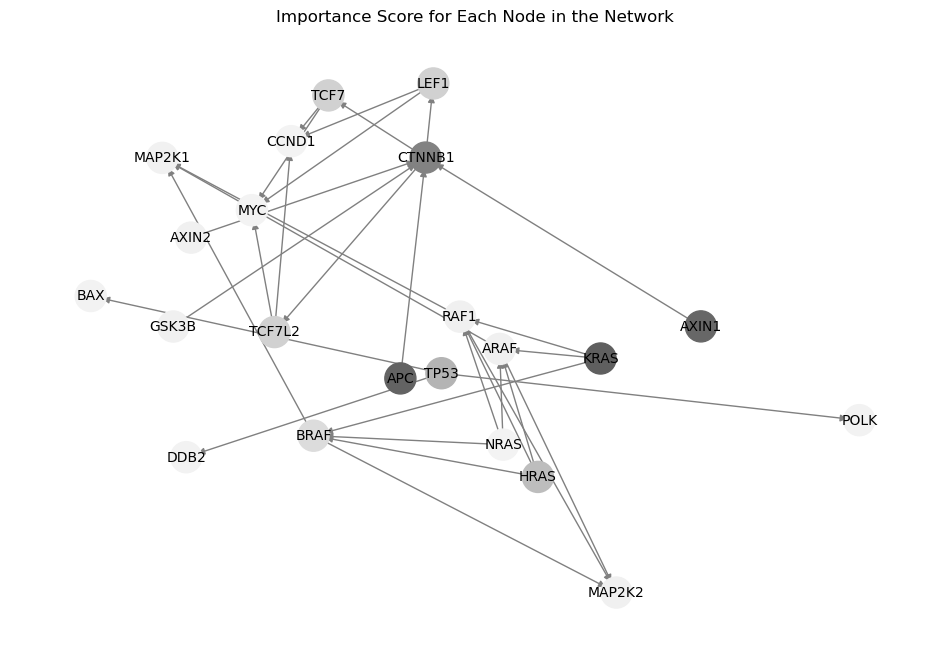 Importance Score for Each Node in the Network
LEF1
TCF7
CCND1
MAP2K1
CTNNB1
MYC
AXIN2
BAX
RAF1
GSK3B
AXIN1
TCF7L2
ARAF
KRAS
TP53
APC
POLK
BRAF
NRAS
DDB2
HRAS
MAP2K2